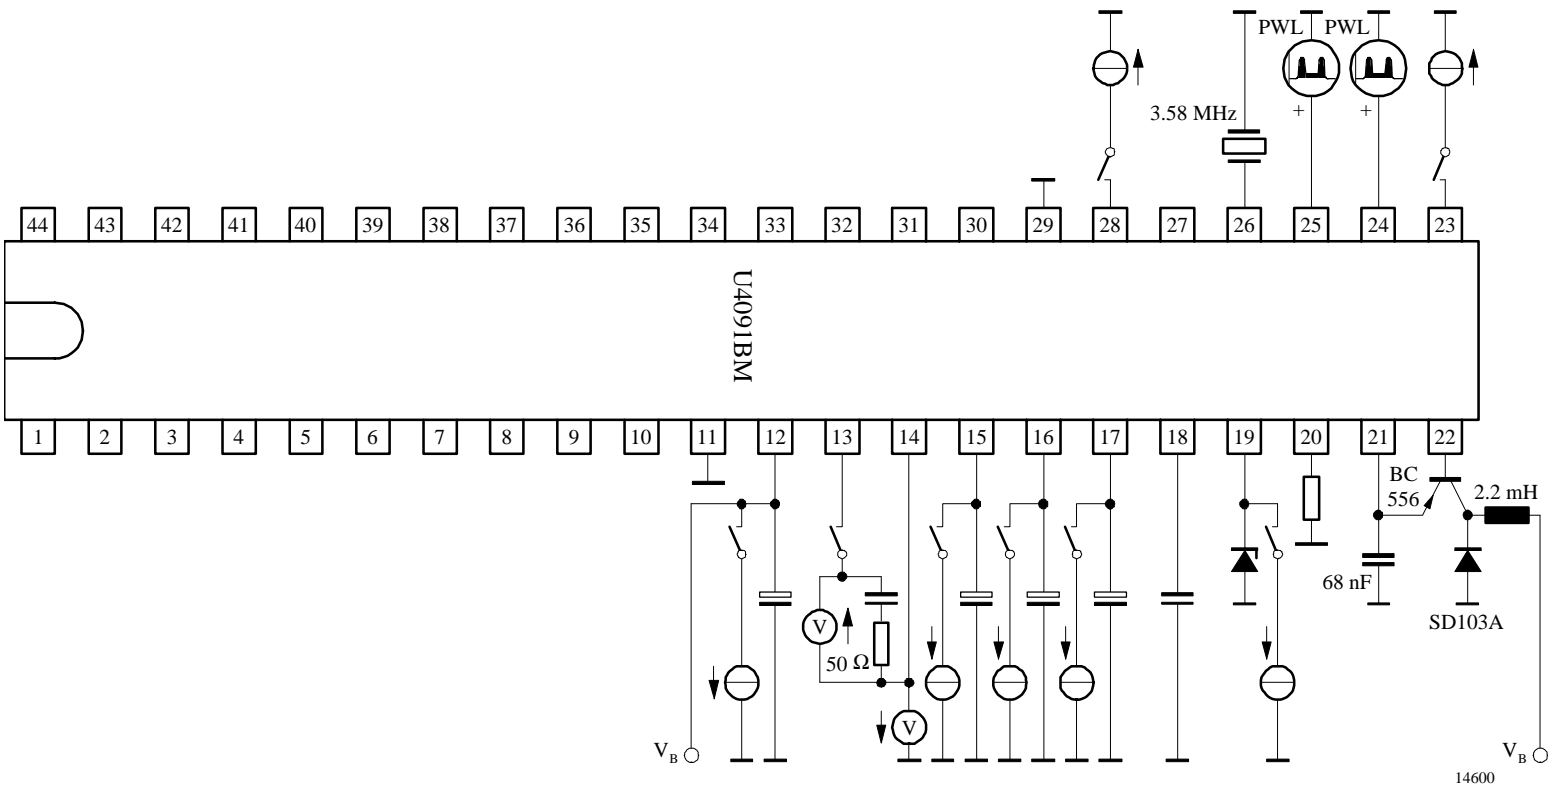 PWL PWL
3.58 MHz
+ +
44 43 42 41 40 39 38 37 36 35 34 33 32 31 30 29 28 27 26 25 24 23
U4091BM
1 2 3 4 5 6 7 8 9 10 11 12 13 14 15 16 17 18 19 20 21 22
BC
556
2.2 mH
68 nF
SD103A
V
50 Ω
V
VB
VB
14600